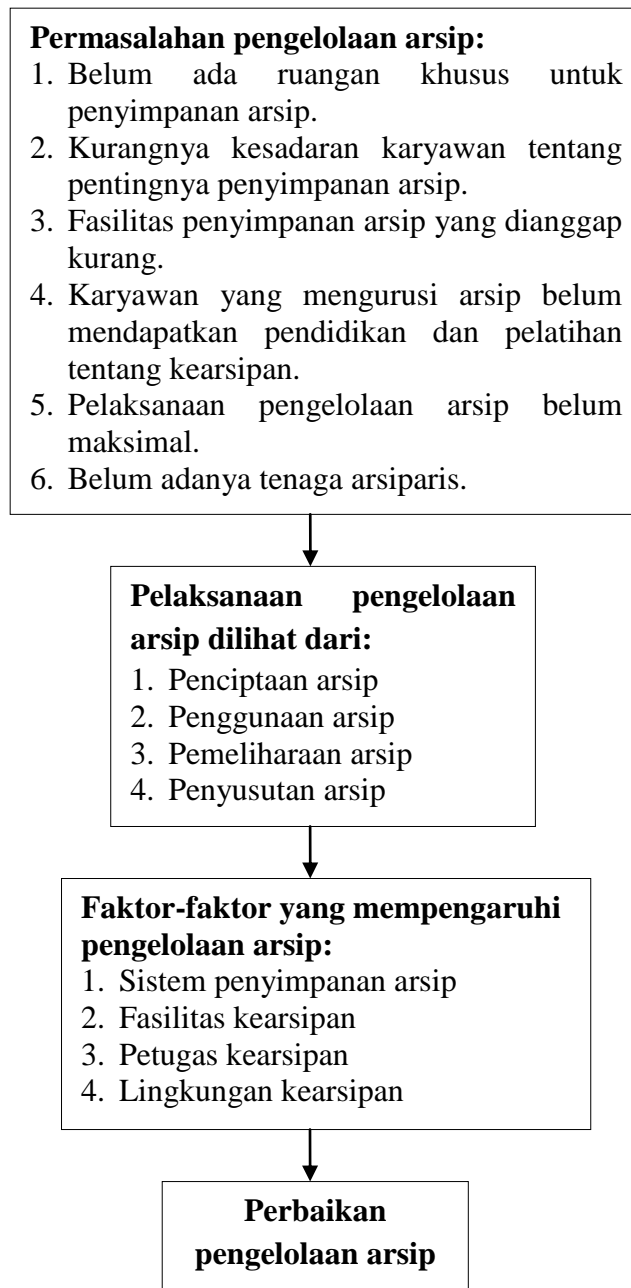 Permasalahan pengelolaan arsip:
1. Belum ada ruangan khusus untuk
penyimpanan arsip.
2. Kurangnya kesadaran karyawan tentang
pentingnya penyimpanan arsip.
3. Fasilitas penyimpanan arsip yang dianggap
kurang.
4. Karyawan yang mengurusi arsip belum
mendapatkan pendidikan dan pelatihan
tentang kearsipan.
5. Pelaksanaan pengelolaan arsip belum
maksimal.
6. Belum adanya tenaga arsiparis.
Pelaksanaan pengelolaan
arsip dilihat dari:
1. Penciptaan arsip
2. Penggunaan arsip
3. Pemeliharaan arsip
4. Penyusutan arsip
Faktor-faktor yang mempengaruhi
pengelolaan arsip:
1. Sistem penyimpanan arsip
2. Fasilitas kearsipan
3. Petugas kearsipan
4. Lingkungan kearsipan
Perbaikan
pengelolaan arsip